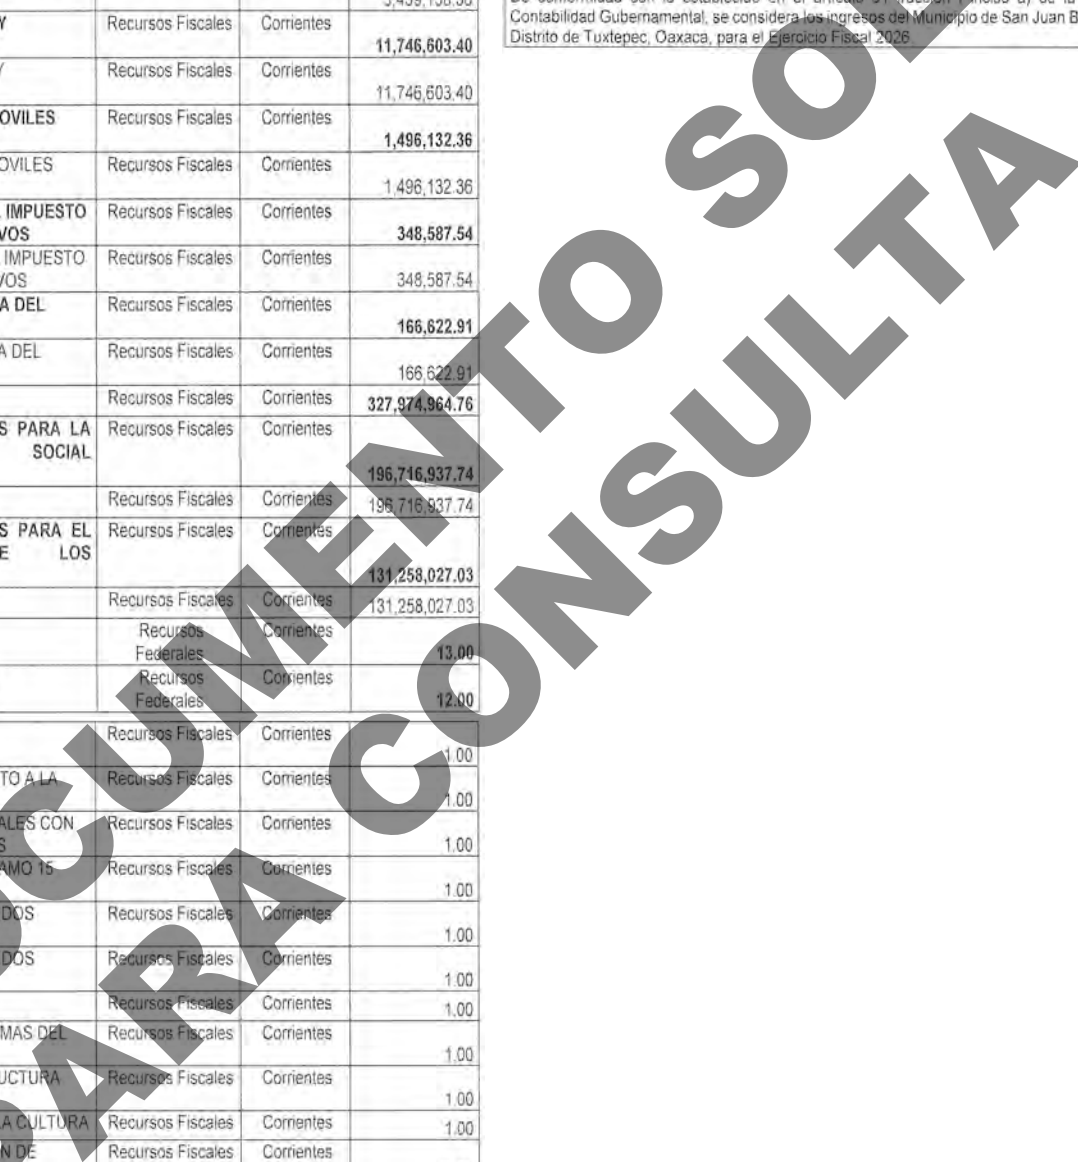 Y Recursos Fiscales Corrientes
11,746,603.40
Y Recursos Fiscales Corrientes
11,746,603.40
OVILES Recursos Fiscales Corrientes
1,496,132.36
OVILES Recursos Fiscales Corrientes
1,496,132.36
IMPUESTO Recursos Fiscales Corrientes
VOS 348,587.54
IMPUESTO Recursos Fiscales Corrientes
VOS 348,587.54
A DEL Recursos Fiscales Corrientes
166,622.91
A DEL Recursos Fiscales Corrientes
166,622.91
Recursos Fiscales Corrientes 327,974,964.76
S PARA LA Recursos Fiscales Corrientes
SOCIAL
196,716,937.74
Recursos Fiscales Corrientes 196,716,937.74
S PARA EL Recursos Fiscales Corrientes
E LOS
131,258,027.03
Recursos Fiscales Corrientes 131,258,027.03
Recursos Corrientes
Federales 13.00
Recursos Corrientes
Federales 12.00
Recursos Fiscales Corrientes
1.00
TO A LA Recursos Fiscales Corrientes
1.00
ALES CON Recursos Fiscales Corrientes
S 1.00
AMO 15 Recursos Fiscales Corrientes
1.00
DOS Recursos Fiscales Corrientes
1.00
DOS Recursos Fiscales Corrientes
1.00
Recursos Fiscales Corrientes 1.00
MAS DEL Recursos Fiscales Corrientes
1.00
UCTURA Recursos Fiscales Corrientes
1.00
LA CULTURA Recursos Fiscales Corrientes 1.00
N DE Recursos Fiscales Corrientes
Contabilidad Gubernamental, se considera los ingresos del Municipio de San Juan B
Distrito de Tuxtepec, Oaxaca, para el Ejercicio Fiscal 2026.
CUMENTO SOL
PARA CONSULTA